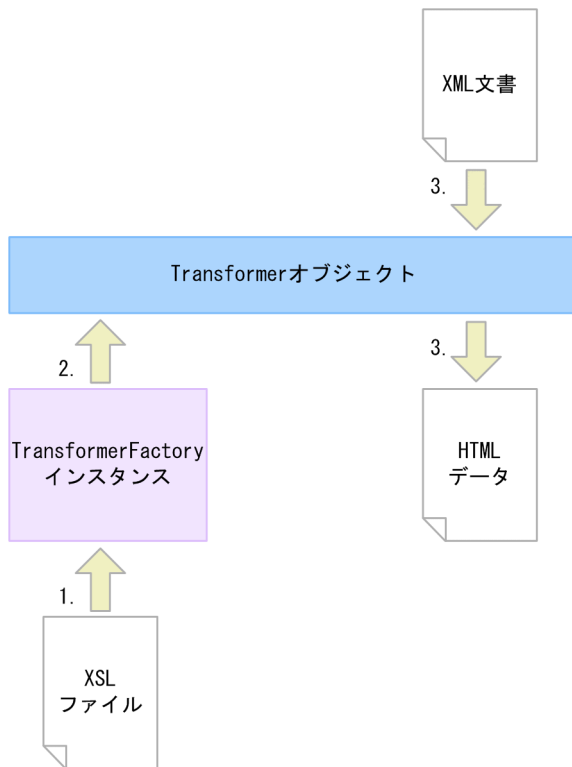 XML文書
3.
Transformerオブジェクト
2.
3.
TransformerFactory
インスタンス
HTML
データ
1.
XSL
ファイル